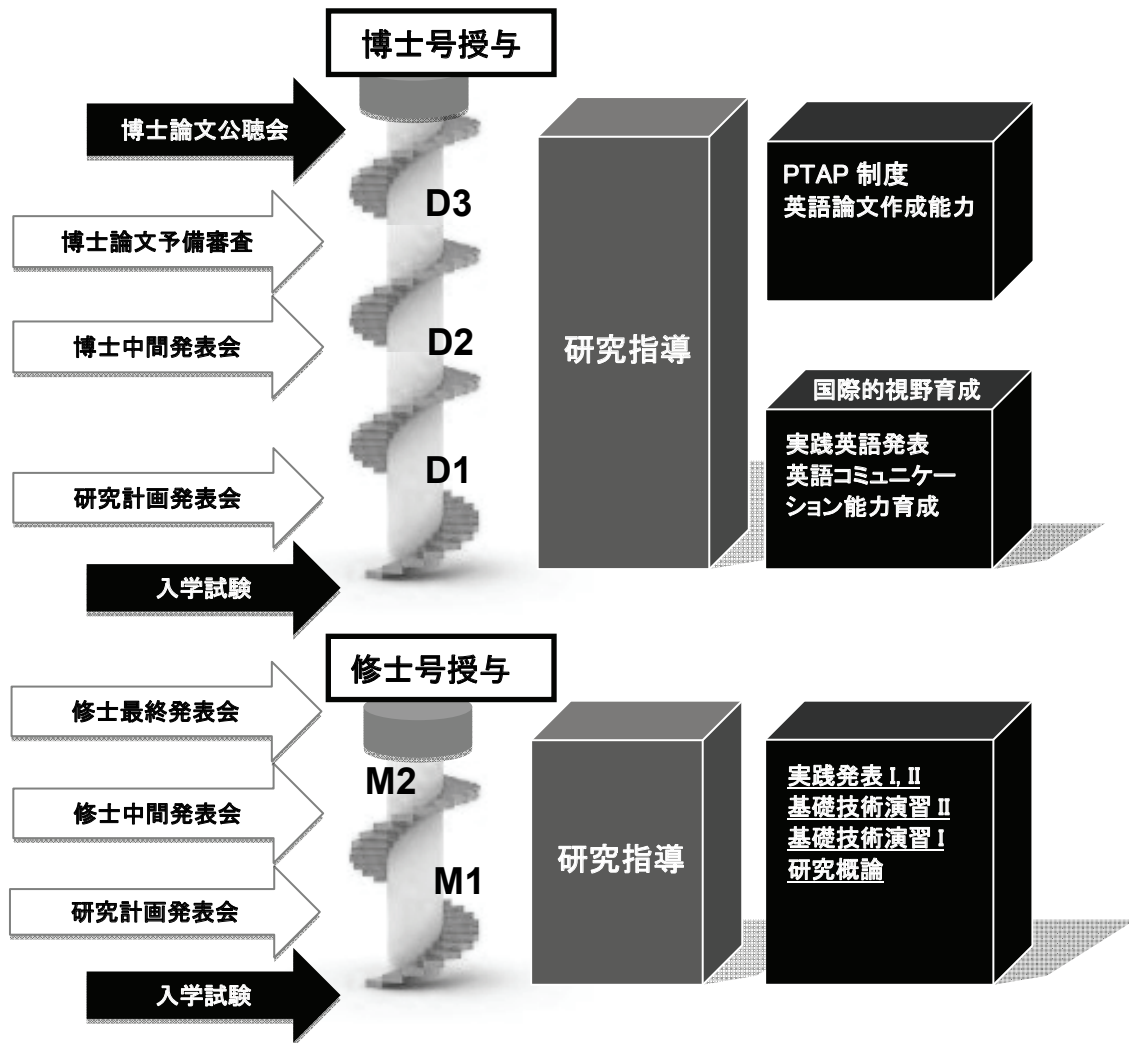 博士号授与
博士論文公聴会
D3
博士論文予備審査
D2
博士中間発表会
D1
研究計画発表会
入学試験
研究指導
PTAP 制度
英語論文作成能力
国際的視野育成
実践英語発表
英語コミュニケー
ション能力育成
修士号授与
修士最終発表会
M2
修士中間発表会
M1
研究計画発表会
入学試験
研究指導
実践発表 I, II
基礎技術演習 II
基礎技術演習 I
研究概論